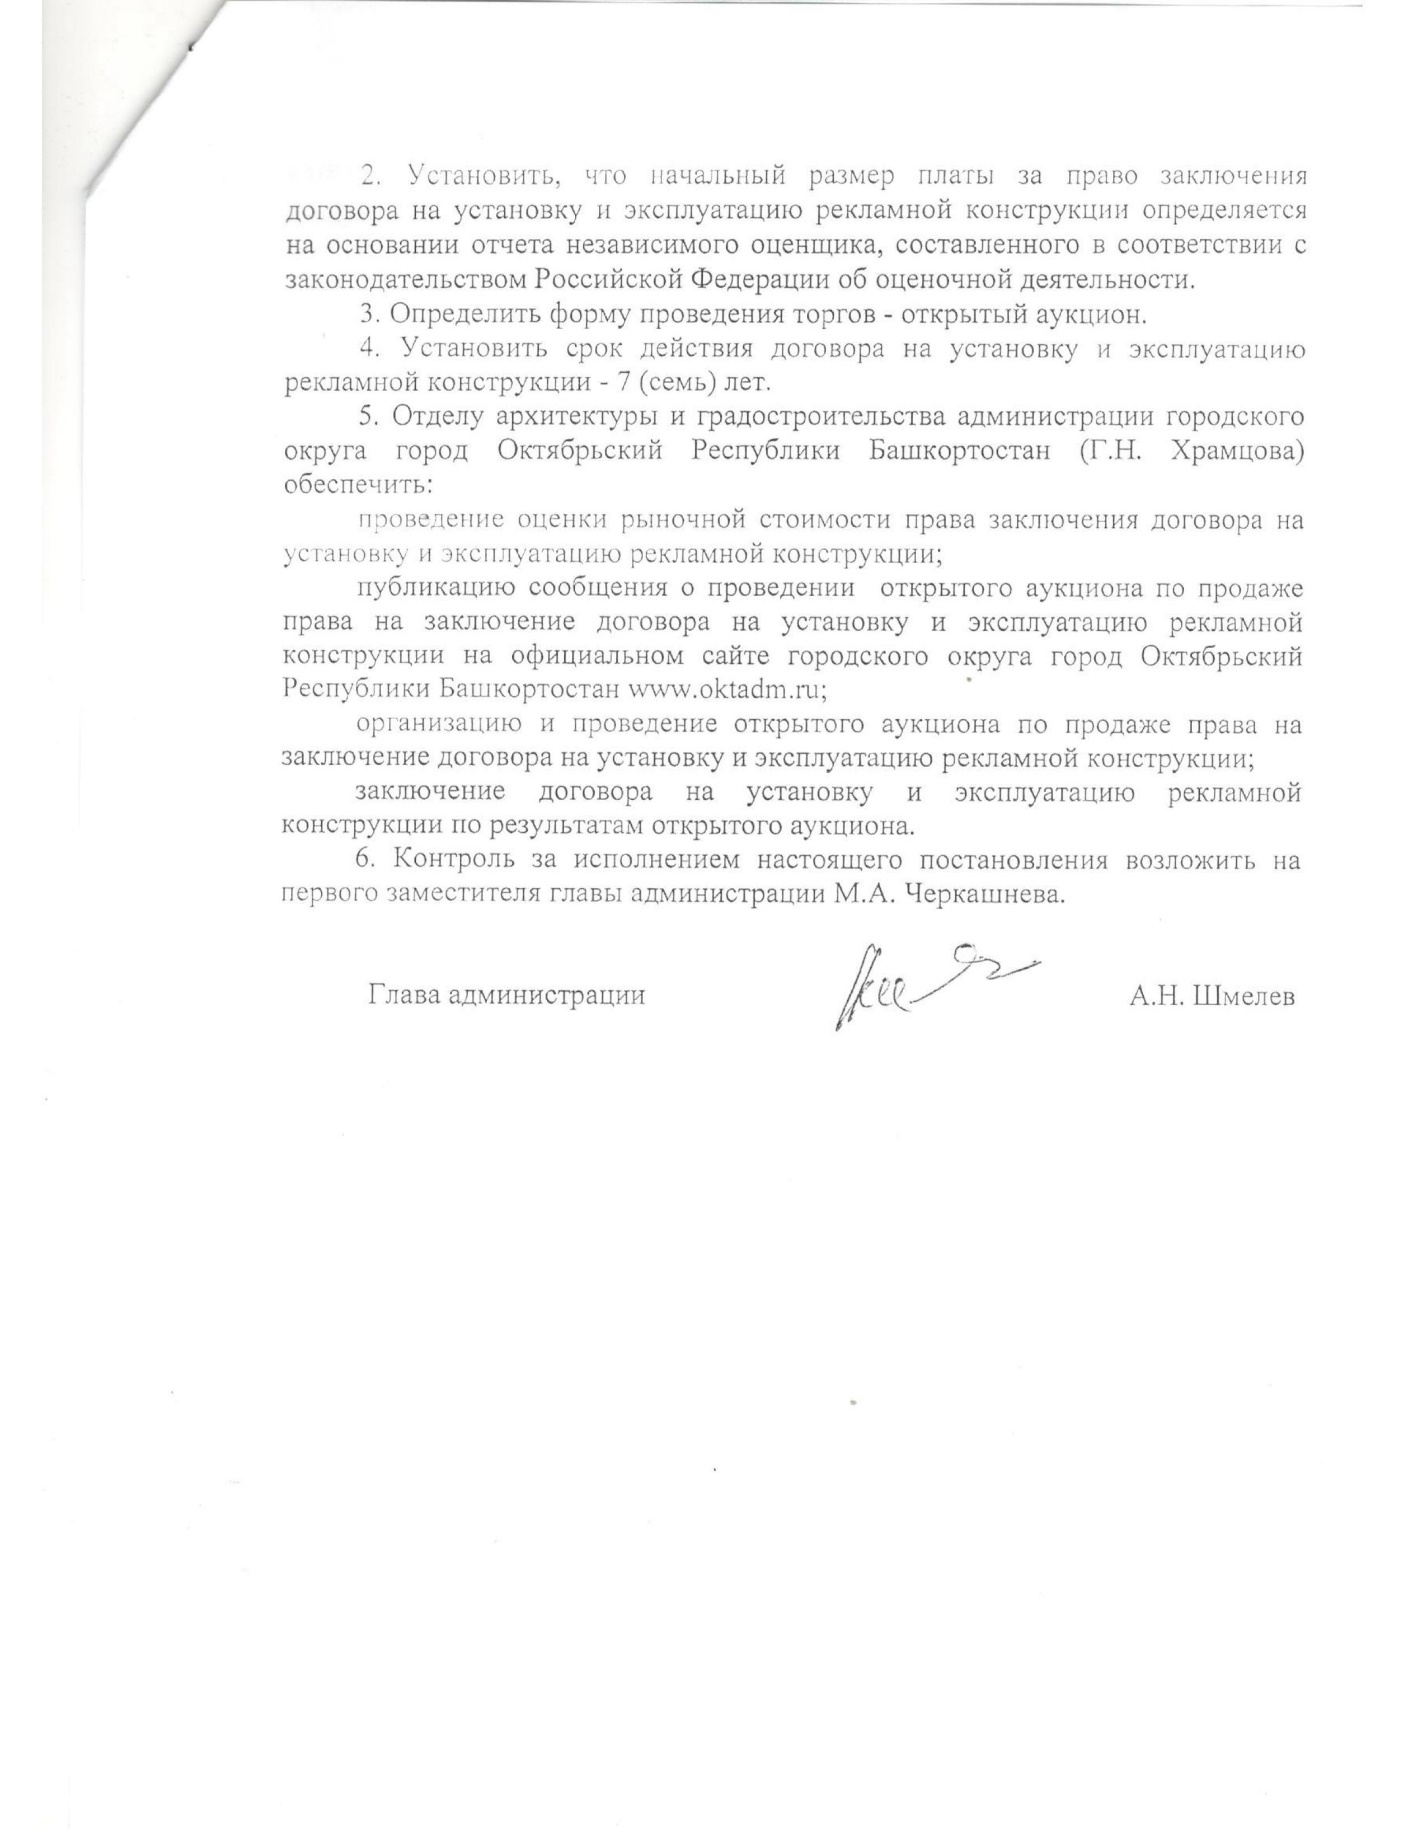 2. Установить, что начальный размер платы за право заключения
договора на установку и эксплуатацию рекламной конструкции определяется
на основании отчета независимого оценщика, составленного в соответствии с
законодательством Российской Федерации об оценочной деятельности.
3. Определить форму проведения торгов - открытый аукцион.
4. Установить срок действия договора на установку и эксплуатацию
рекламной конструкции - 7 (семь) лет.
5. Отделу архитектуры и градостроительства администрации городского
округа город Октябрьский Республики Башкортостан (Г.Н. Храмцова)
обеспечить:
проведение оценки рыночной стоимости права заключения договора на
установку и эксплуатацию рекламной конструкции;
публикацию сообщения о проведении открытого аукциона по продаже
права на заключение договора на установку и эксплуатацию рекламной
конструкции на официальном сайте городского округа город Октябрьский
Республики Башкортостан www.oktadm.ru;
организацию и проведение открытого аукциона по продаже права на
заключение договора на установку и эксплуатацию рекламной конструкции;
заключение договора на установку и эксплуатацию рекламной
конструкции по результатам открытого аукциона.
6. Контроль за исполнением настоящего постановления возложить на
первого заместителя главы администрации М.А. Черкашнева.
Глава администрации А.Н. Шмелев